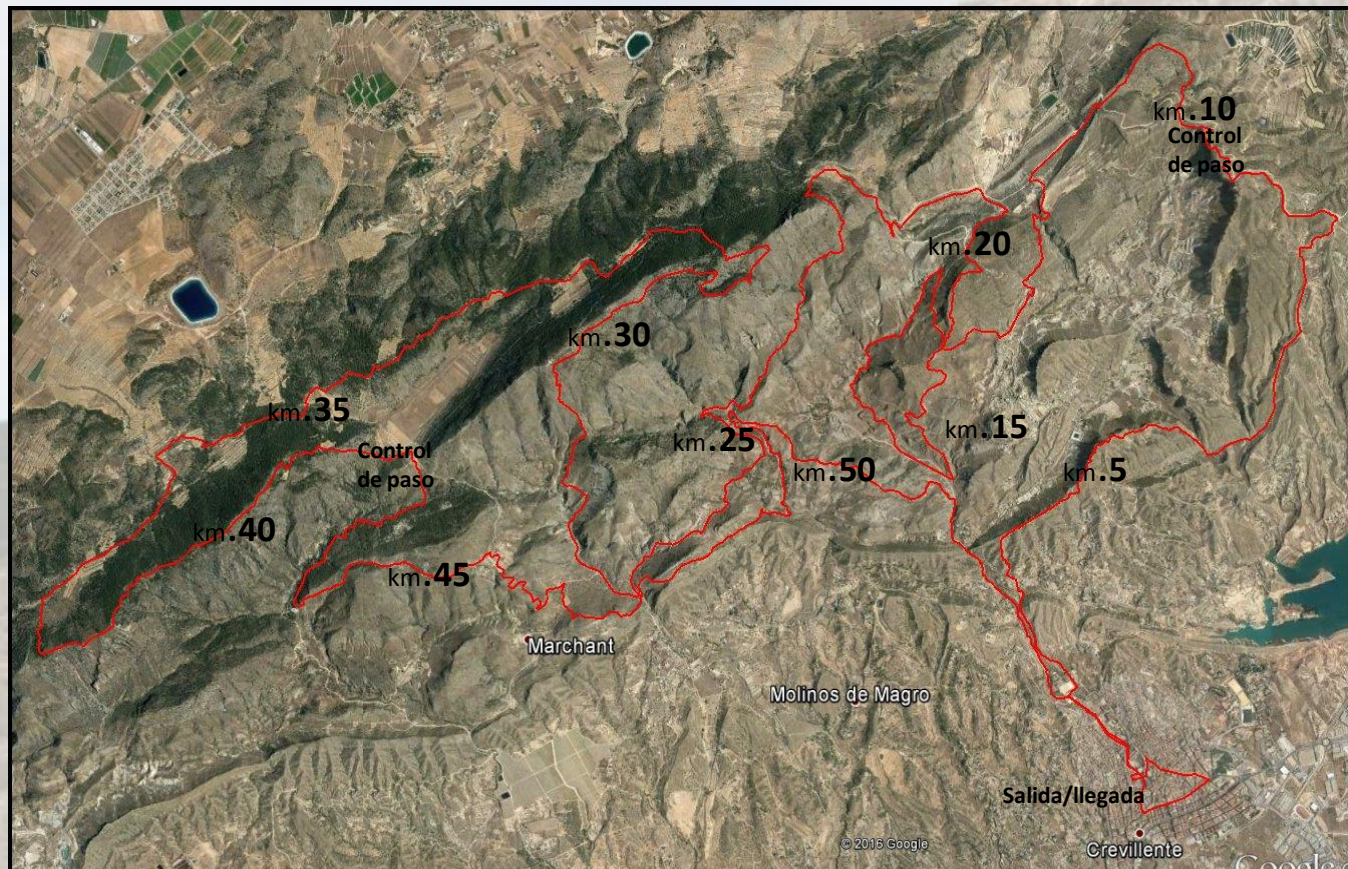 km.10
Control
de paso
km.20
km.30
km.35
km.25
km.15
Control
de paso
km.50
km.5
km.40
km.45
Marchant
Molinos de Magro
Salida/llegada
© 2016 Google
Crevillente
Google